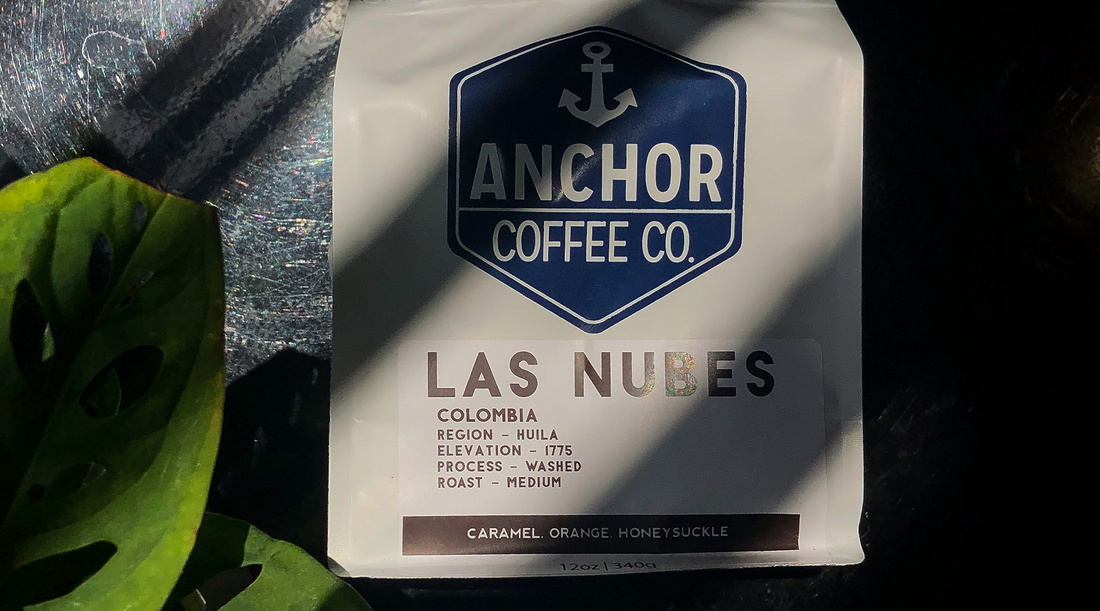 ANCHOR
COFFEE CO.
LAS NUBES
COLOMBIA
REGION - HUILA
ELEVATION - 1775
PROCESS - WASHED
ROAST - MEDIUM
CARAMEL, ORANGE, HONEYSUCKLE
12oz | 340g